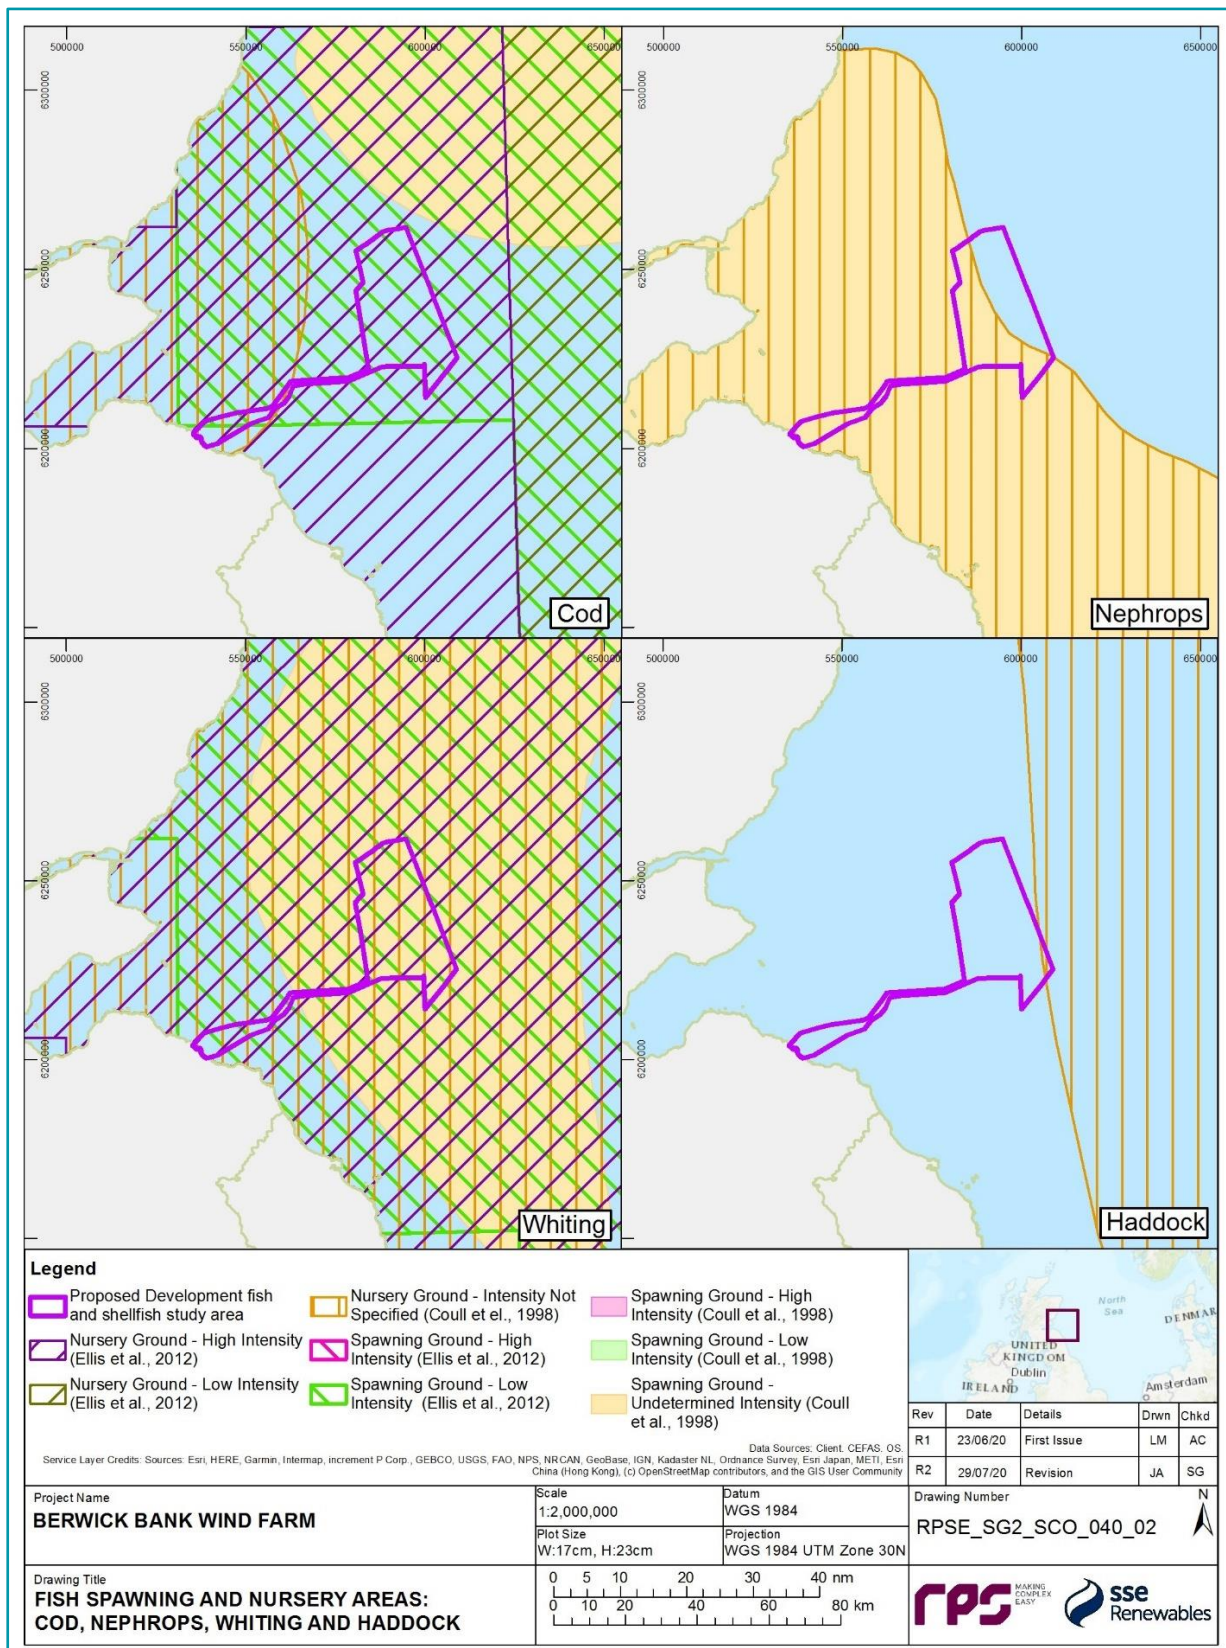 500000 550000 600000 650000
500000 550000 600000 650000
6300000
6250000
6200000
6300000
6250000
6200000
Cod
Nephrops
500000 550000 600000 650000
500000 550000 600000 650000
6300000
6250000
6200000
6300000
6250000
6200000
Whiting
Haddock
Legend
Proposed Development fish
and shellfish study area
Nursery Ground - High Intensity
(Ellis et al., 2012)
Nursery Ground - Low Intensity
(Ellis et al., 2012)
Nursery Ground - Intensity Not
Specified (Coull et el., 1998)
Spawning Ground - High
Intensity (Ellis et al., 2012)
Spawning Ground - Low
Intensity (Ellis et al., 2012)
Spawning Ground - High
Intensity (Coull et al., 1998)
Spawning Ground - Low
Intensity (Coull et al., 1998)
Spawning Ground -
Undetermined Intensity (Coull
et al., 1998)
Data Sources: Client. CEFAS. OS.
Service Layer Credits: Sources: Esri, HERE, Garmin, Intermap, increment P Corp., GEBCO, USGS, FAO, NPS, NRCAN, GeoBase, IGN, Kadaster NL, Ordnance Survey, Esri Japan, METI, Esri
China (Hong Kong), (c) OpenStreetMap contributors, and the GIS User Community
North
Sea
DENMAR
UNITED
KINGDOM
Dublin
IRELAND
Amsterdam
Rev Date Details Drwn Chkd
R1 23/06/20 First Issue LM AC
R2 29/07/20 Revision JA SG
Project Name
BERWICK BANK WIND FARM
Scale
1:2,000,000
Datum
WGS 1984
Plot Size
W:17cm, H:23cm
Projection
WGS 1984 UTM Zone 30N
Drawing Number
RPSE_SG2_SCO_040_02
N
Drawing Title
FISH SPAWNING AND NURSERY AREAS:
COD, NEPHROPS, WHITING AND HADDOCK
0 5 10 20 30 40 nm
0 10 20 40 60 80 km
rps
MAKING
COMPLEX
EASY
sse
Renewables